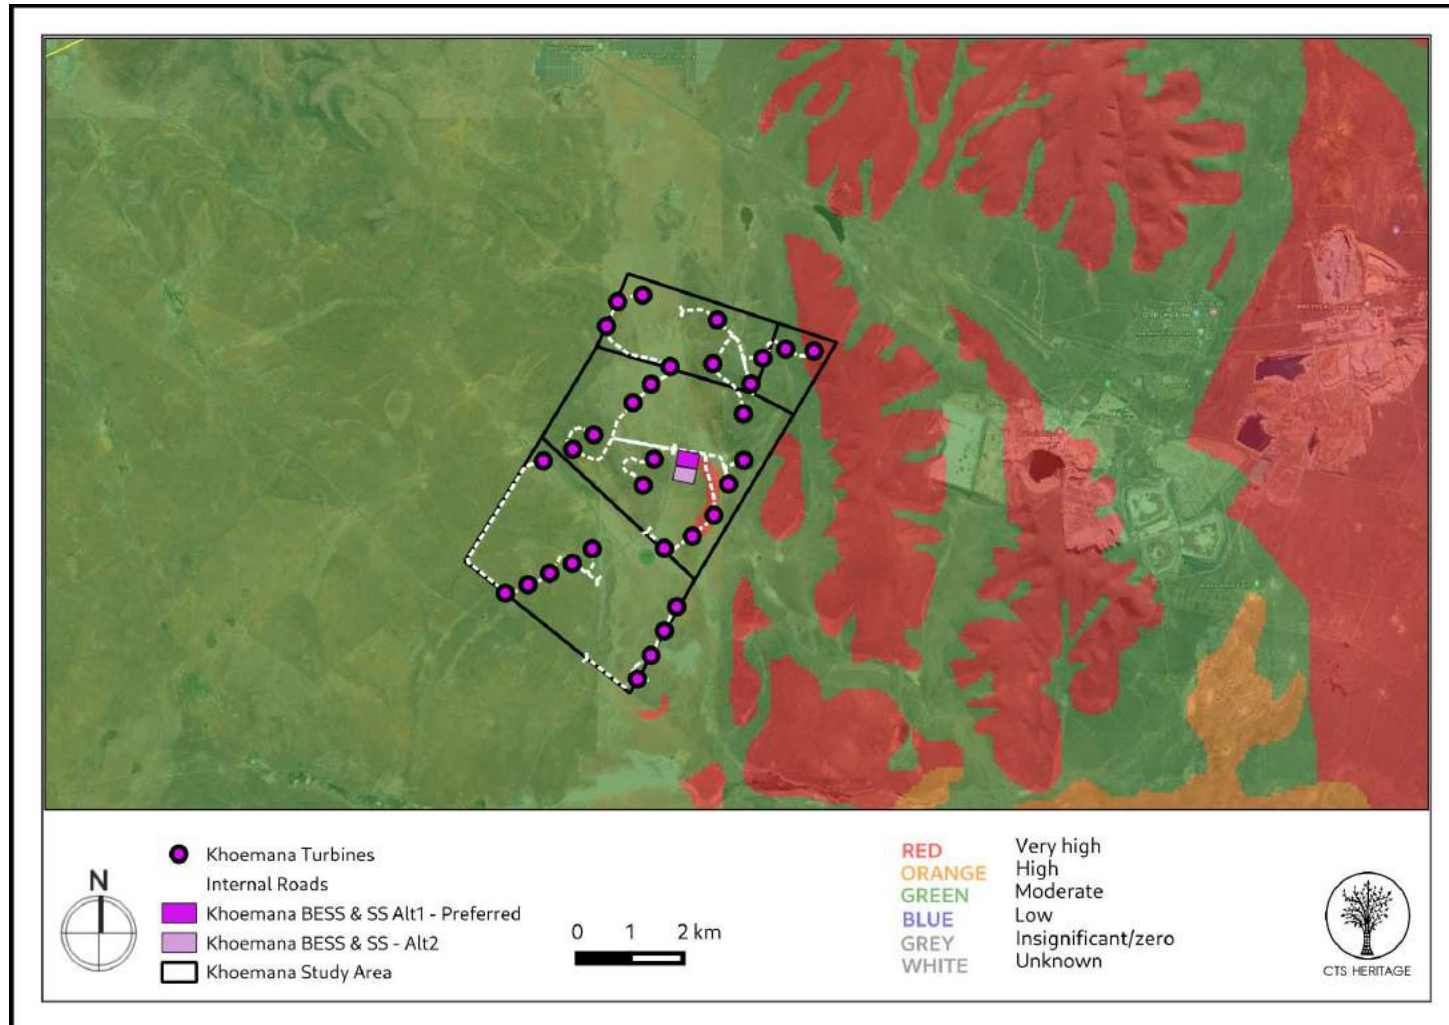 Khoemana Turbines
Internal Roads
Khoemana BESS & SS Alt1 - Preferred
Khoemana BESS & SS - Alt2
Khoemana Study Area
N
0 1 2 km
RED Very high
ORANGE High
GREEN Moderate
BLUE Low
GREY Insignificant/zero
WHITE Unknown
CTS HERITAGE